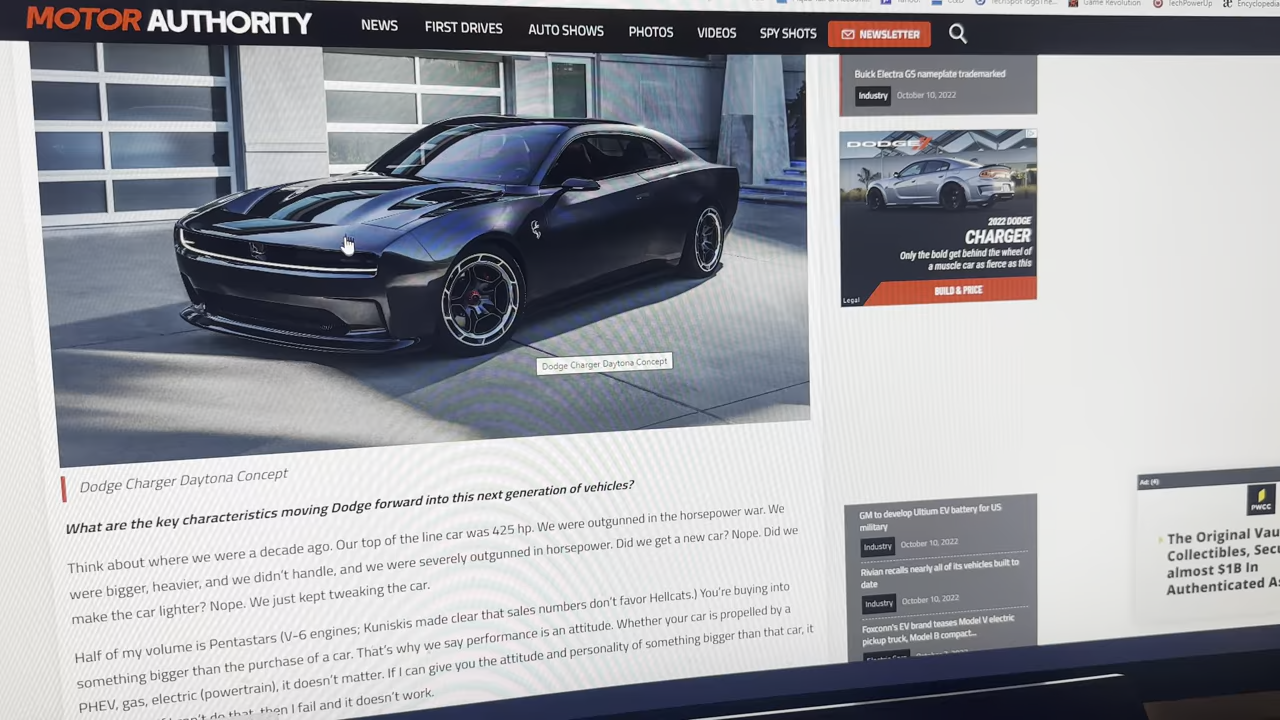 MOTOR AUTHORITY
NEWS
FIRST DRIVES
AUTO SHOWS
PHOTOS
VIDEOS
SPY SHOTS
NEWSLETTER
Game Revolution
TechPowerUp
Encyclopedia
Dodge Charger Daytona Concept
Dodge Charger Daytona Concept
What are the key characteristics moving Dodge forward into this next generation of vehicles?
Think about where we were a decade ago. Our top of the line car was 425 hp. We were outgunned in the horsepower war. We
were bigger, heavier, and we didn't handle, and we were severely outgunned in horsepower. Did we get a new car? Nope. Did we
make the car lighter? Nope. We just kept tweaking the car.
Half of my volume is Pentastars (V-6 engines; Kuniskis made clear that sales numbers don't favor Hellcats.) You're buying into
something bigger than the purchase of a car. That's why we say performance is an attitude. Whether your car is propelled by a
PHEV, gas, electric (powertrain), it doesn't matter. If I can give you the attitude and personality of something bigger than that car, it
can't do that, then I fail and it doesn't work.
Buick Electra G5 nameplate trademarked
Industry
October 10, 2022
DODGE
2022 DODGE
CHARGER
Only the bold get behind the wheel of
a muscle car as fierce as this
Legal
BUILD & PRICE
GM to develop Ultium EV battery for US
military
Industry
October 10, 2022
Rivian recalls nearly all of its vehicles built to
date
Industry
October 10, 2022
Foxconn's EV brand teases Model V electric
pickup truck, Model B compact...
Ad: (4)
PWCC
The Original Vau
Collectibles, Secu
almost $1B In
Authenticated As